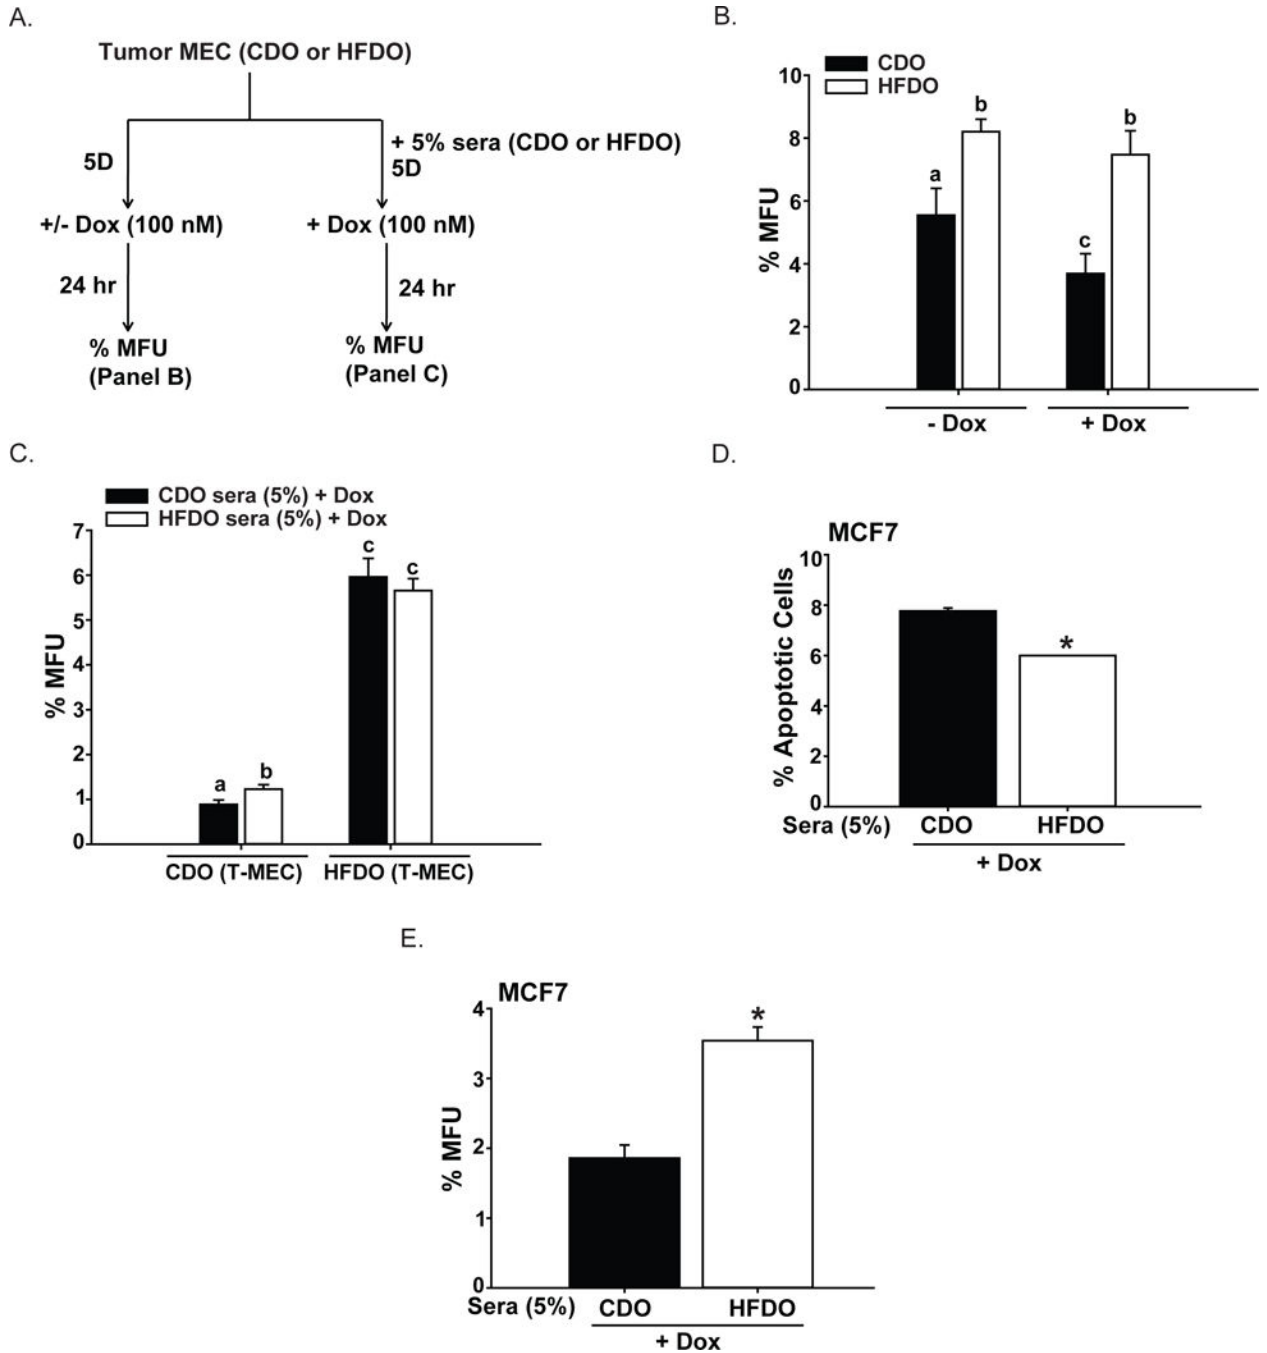 A.
Tumor MEC (CDO or HFDO)
5D
+ 5% sera (CDO or HFDO)
5D
+/- Dox (100 nM)
+ Dox (100 nM)
24 hr
24 hr
% MFU
(Panel B)
% MFU
(Panel C)
B.
CDO
HFDO
% MFU
10
8
6
4
2
0
a
b
c
b
- Dox
+ Dox
C.
CDO sera (5%) + Dox
HFDO sera (5%) + Dox
% MFU
7
6
5
4
3
2
1
0
a
b
c
c
CDO (T-MEC)
HFDO (T-MEC)
D.
MCF7
% Apoptotic Cells
10
8
6
4
2
0
*
Sera (5%)
CDO
HFDO
+ Dox
E.
MCF7
% MFU
4
3
2
1
0
*
Sera (5%)
CDO
HFDO
+ Dox